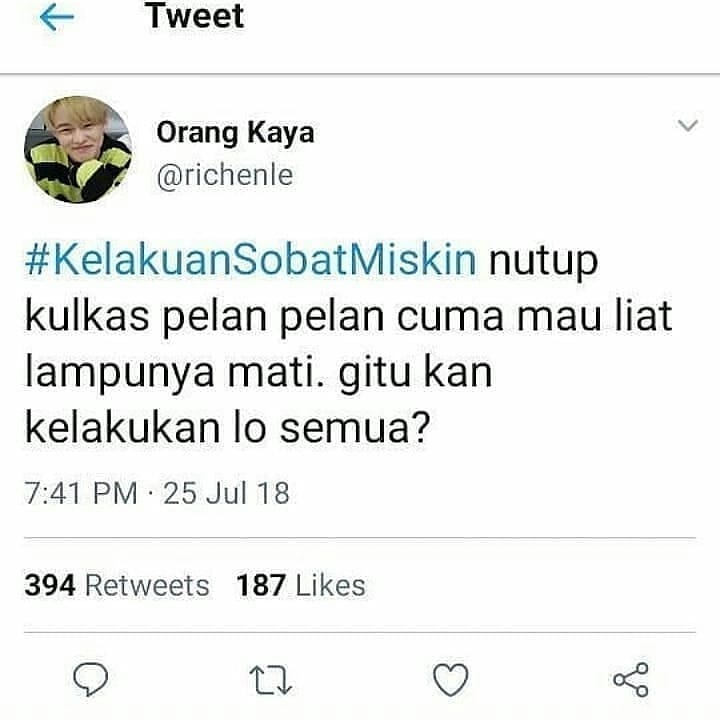 Tweet
Orang Kaya
@richenle
#KelakuanSobatMiskin nutup
kulkas pelan pelan cuma mau liat
lampunya mati. gitu kan
kelakukan lo semua?
7:41 PM · 25 Jul 18
394 Retweets 187 Likes